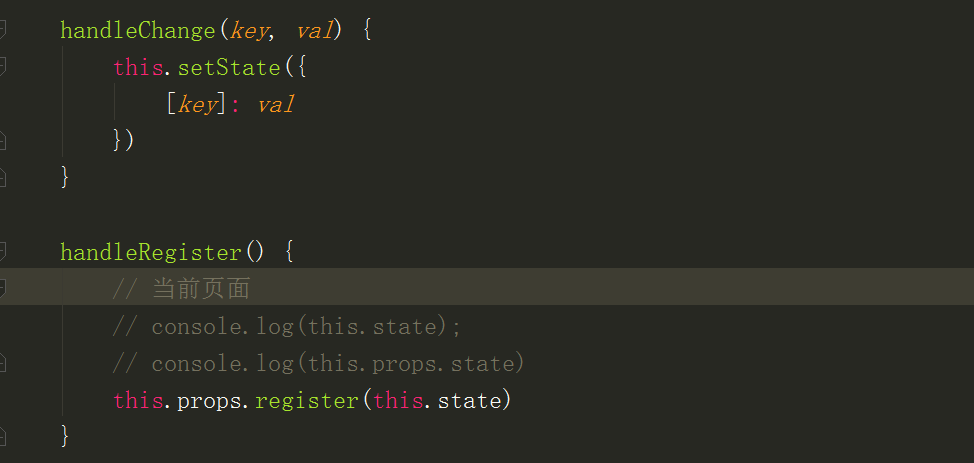 handleChange(key, val) {
this.setState({
[key]: val
})
}
handleRegister() {
// 当前页面
// console.log(this.state);
// console.log(this.props.state)
this.props.register(this.state)
}